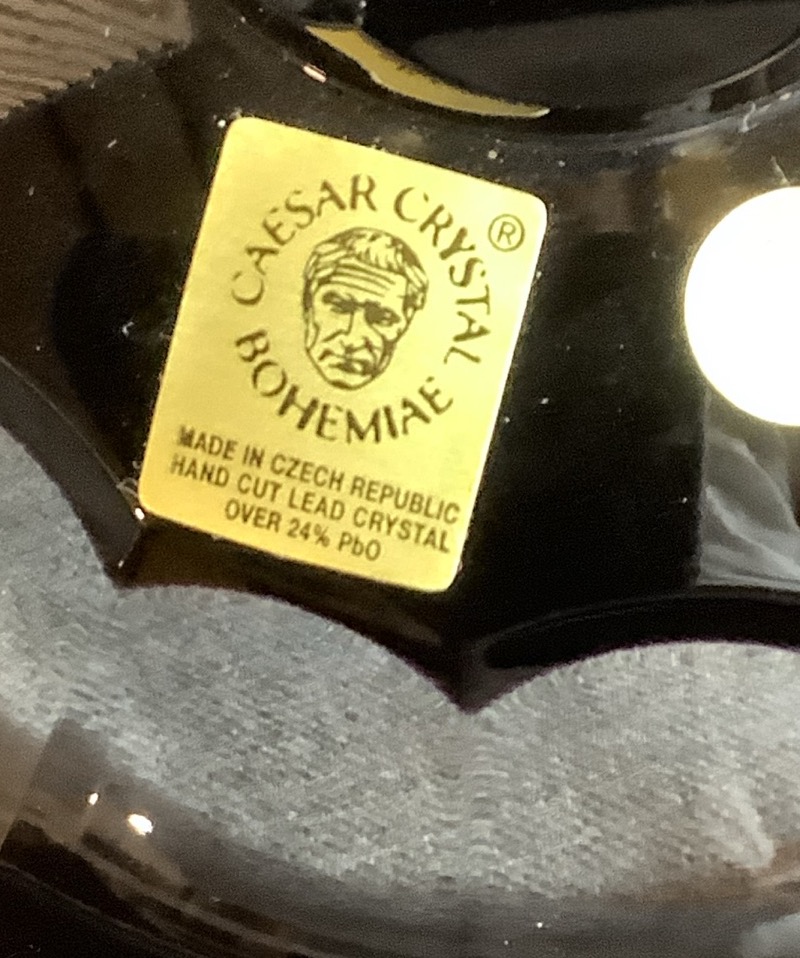 CAESAR CRYSTAL ®
BOHEMIAE
MADE IN CZECH REPUBLIC
HAND CUT LEAD CRYSTAL
OVER 24% PbO